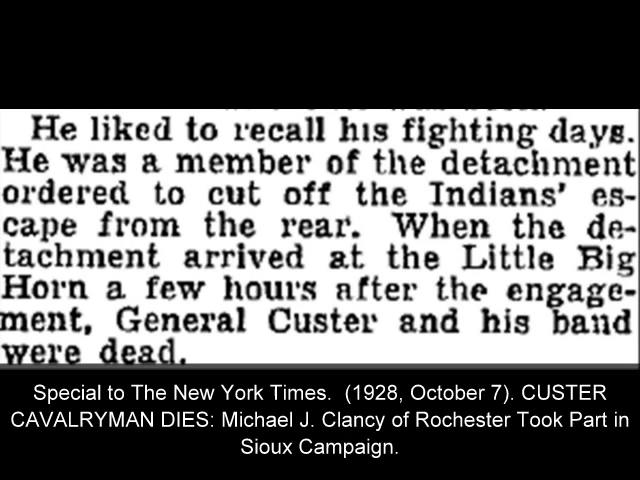 He liked to recall his fighting days.
He was a member of the detachment
ordered to cut off the Indians' es-
cape from the rear. When the de-
tachment arrived at the Little Big
Horn a few hours after the engage-
ment, General Custer and his band
were dead.
Special to The New York Times. (1928, October 7). CUSTER
CAVALRYMAN DIES: Michael J. Clancy of Rochester Took Part in
Sioux Campaign.